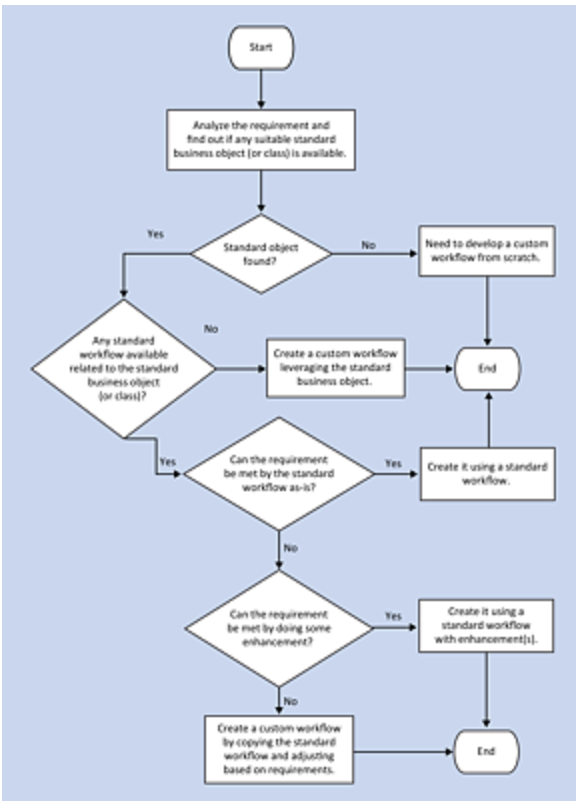 Start
Analyze the requirement and
find out if any suitable standard
business object (or class) is available.
Yes
Standard object
found?
No
Need to develop a custom
workflow from scratch.
Any standard
workflow available
related to the standard
business object
(or class)?
No
Create a custom workflow
leveraging the standard
business object.
End
Yes
Can the requirement
be met by the standard
workflow as-is?
Yes
Create it using a standard
workflow.
No
Can the requirement
be met by doing some
enhancement?
Yes
Create it using a
standard workflow
with enhancement(s).
No
Create a custom workflow
by copying the standard
workflow and adjusting
based on requirements.
End